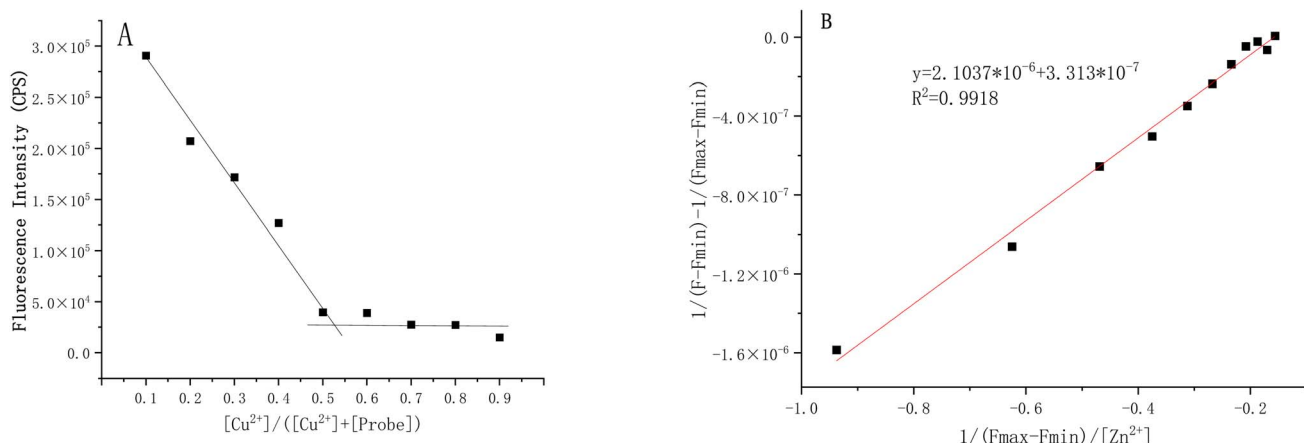 A
Fluorescence Intensity (CPS)
3.0×10⁵
2.5×10⁵
2.0×10⁵
1.5×10⁵
1.0×10⁵
5.0×10⁴
0.0
0.1 0.2 0.3 0.4 0.5 0.6 0.7 0.8 0.9
[Cu²⁺]/([Cu²⁺]+[Probe])
B
y=2.1037*10⁻⁶+3.313*10⁻⁷
R²=0.9918
1/(F-Fmin)-1/(Fmax-Fmin)
0.0
-4.0×10⁻⁷
-8.0×10⁻⁷
-1.2×10⁻⁶
-1.6×10⁻⁶
-1.0 -0.8 -0.6 -0.4 -0.2
1/(Fmax-Fmin)/[Zn²⁺]